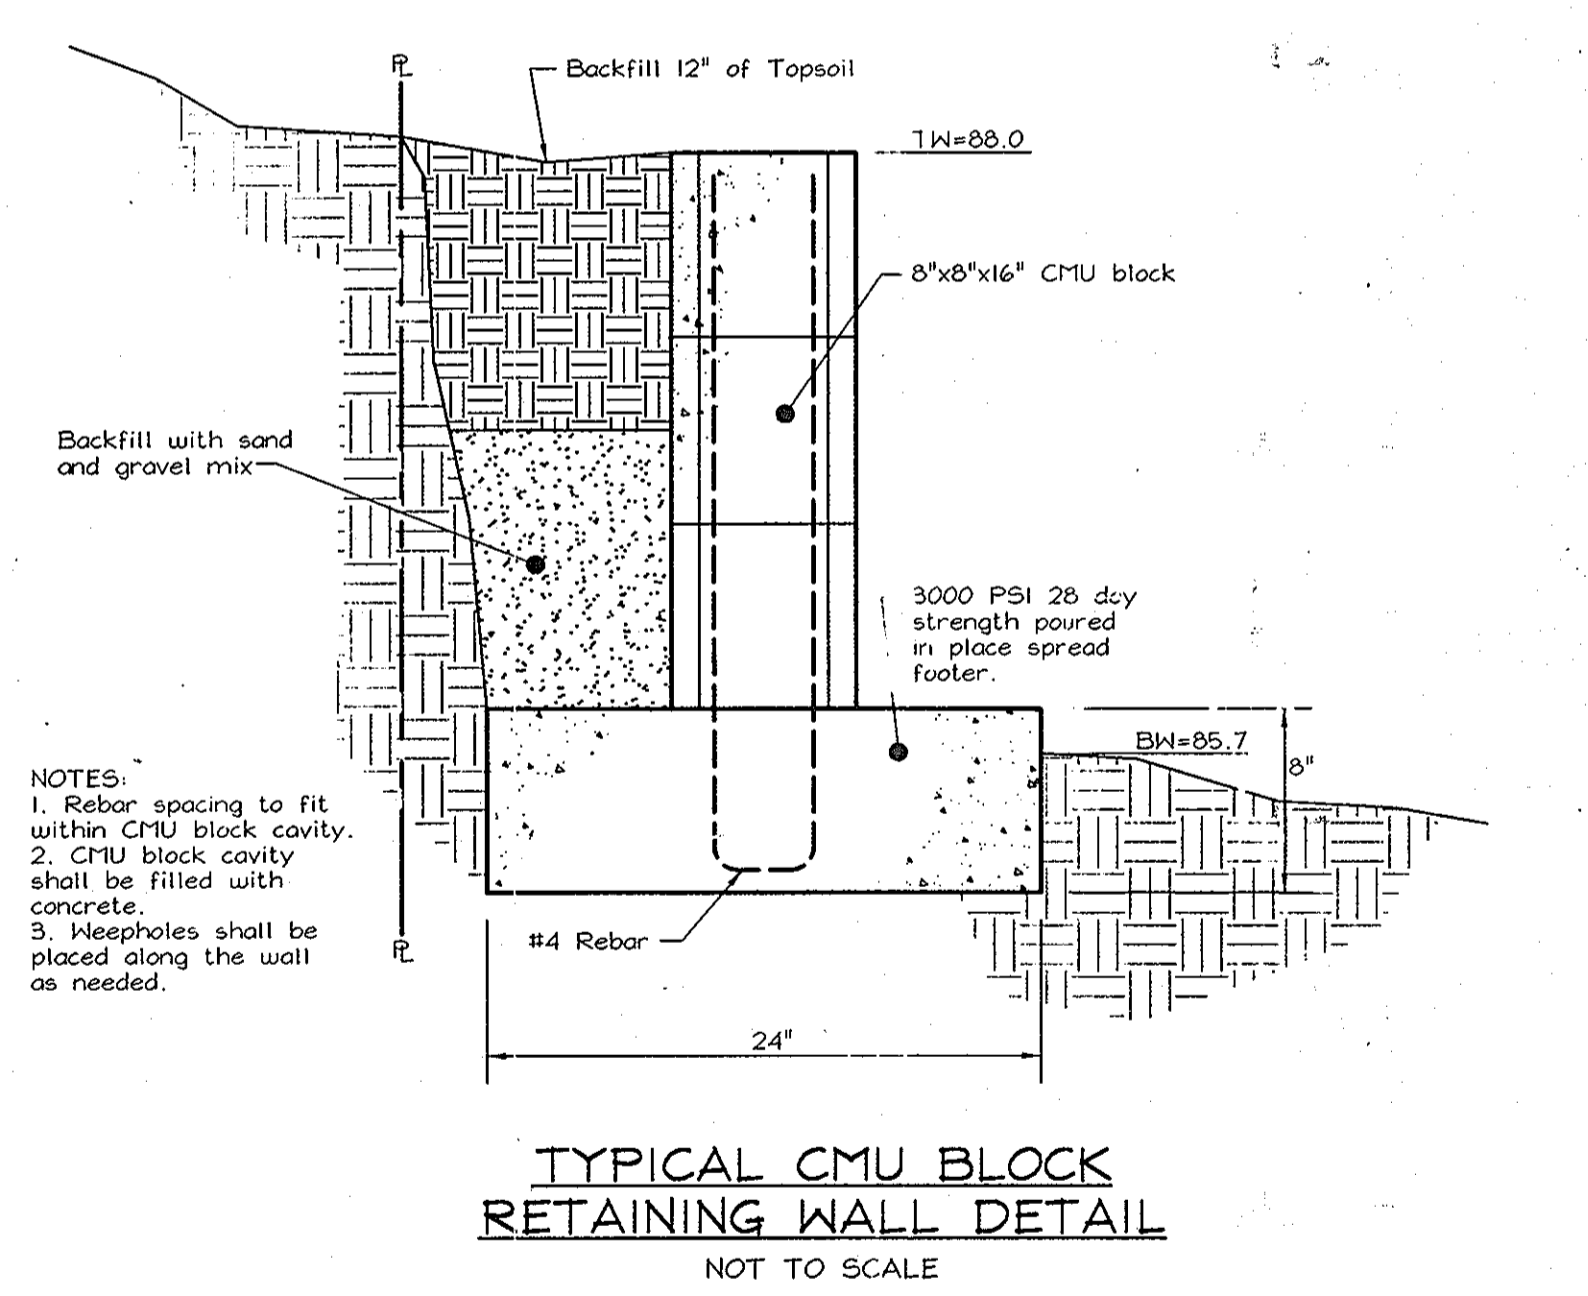 PL
Backfill 12" of Topsoil
TW=88.0
8"x8"x16" CMU block
Backfill with sand
and gravel mix
3000 PSI 28 day
strength poured
in place spread
footer.
BW=85.7
8"
NOTES:
1. Rebar spacing to fit
within CMU block cavity.
2. CMU block cavity
shall be filled with
concrete.
3. Weepholes shall be
placed along the wall
as needed.
PL
#4 Rebar
24"
TYPICAL CMU BLOCK
RETAINING WALL DETAIL
NOT TO SCALE